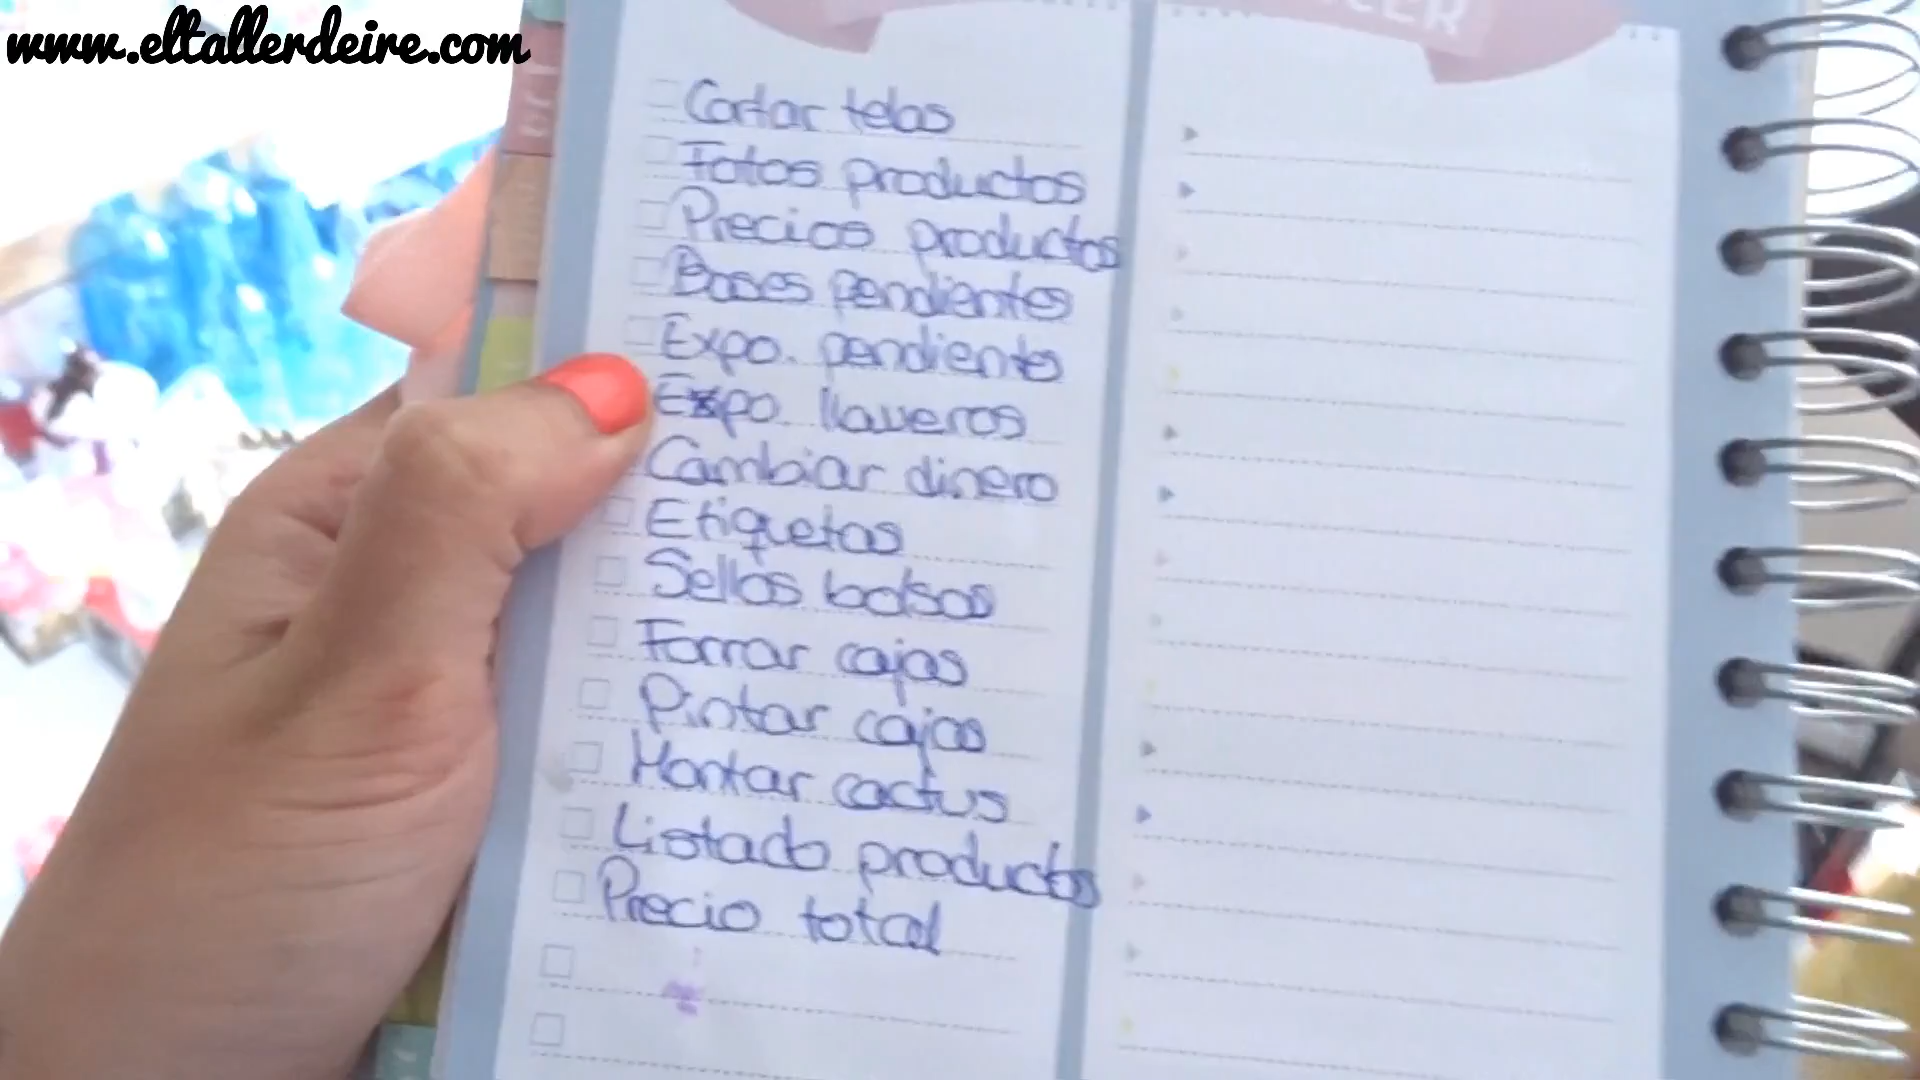 www.eltallerdeire.com
Cortar telas
Fotos productos
Precios productos
Bases pendientes
Expo. pendientes
Expo. llaveros
Cambiar dinero
Etiquetas
Sellos bolsas
Forrar cajas
Pintar cajas
Montar cactus
Listado productos
Precio total